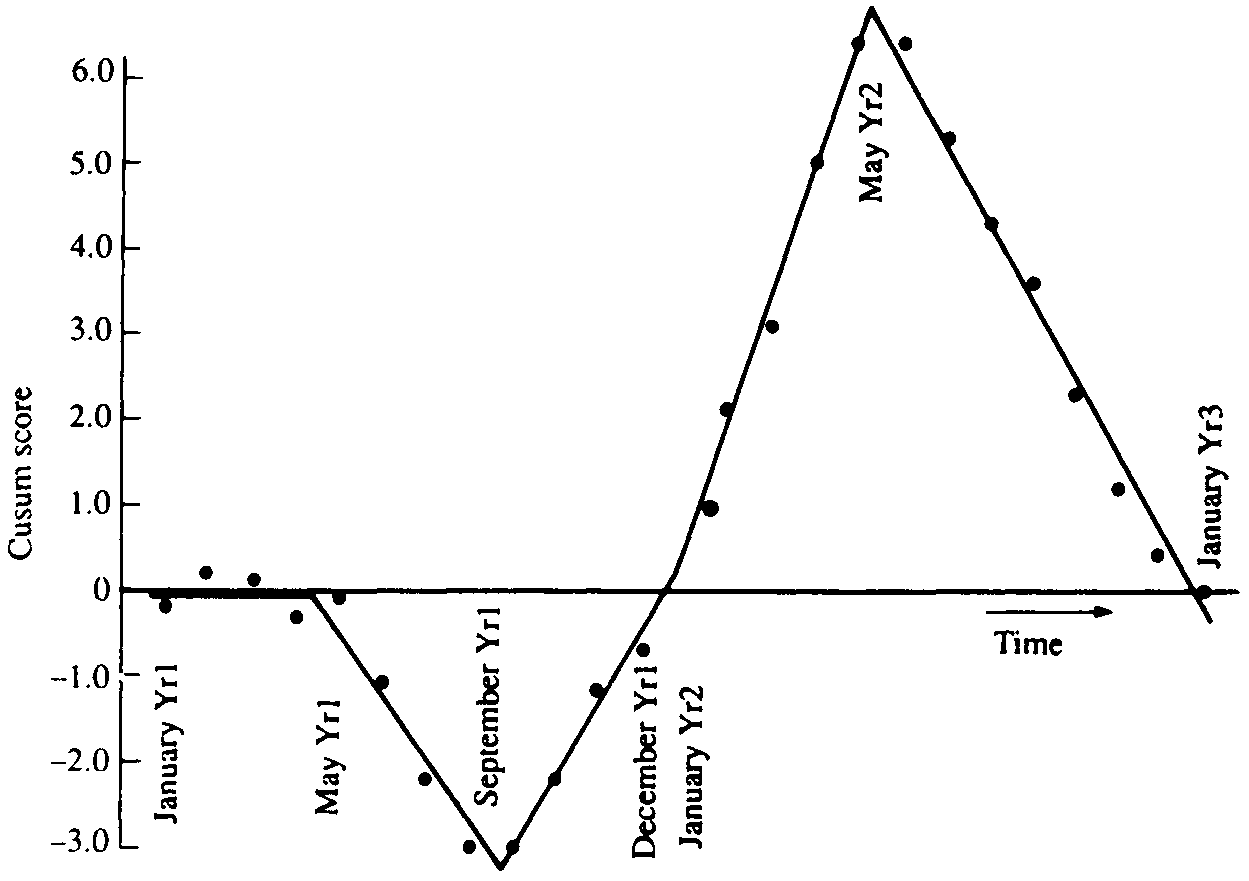 6.0
5.0
4.0
3.0
2.0
1.0
0
–1.0
–2.0
–3.0
Cusum score
January Yr1
May Yr1
September Yr1
December Yr1
January Yr2
May Yr2
January Yr3
Time